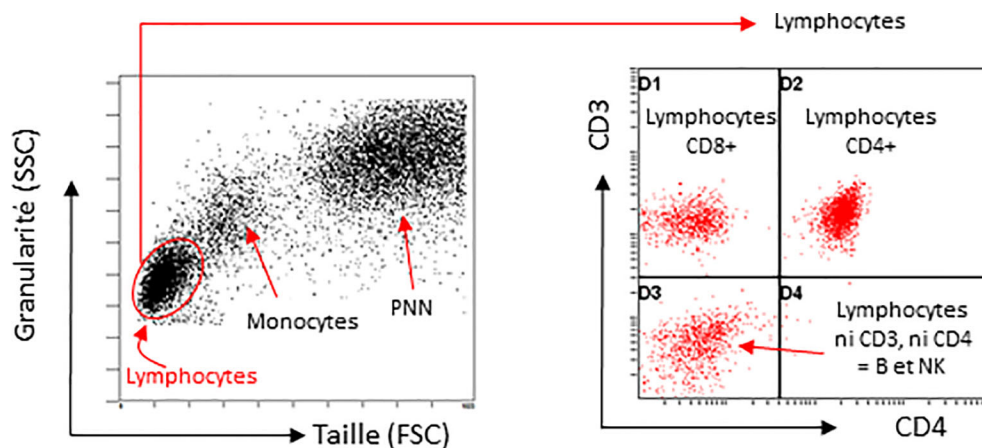 Lymphocytes
Granularité (SSC)
Lymphocytes
Monocytes
PNN
Taille (FSC)
CD3
D1
Lymphocytes
CD8+
D2
Lymphocytes
CD4+
D3
D4
Lymphocytes
ni CD3, ni CD4
= B et NK
CD4